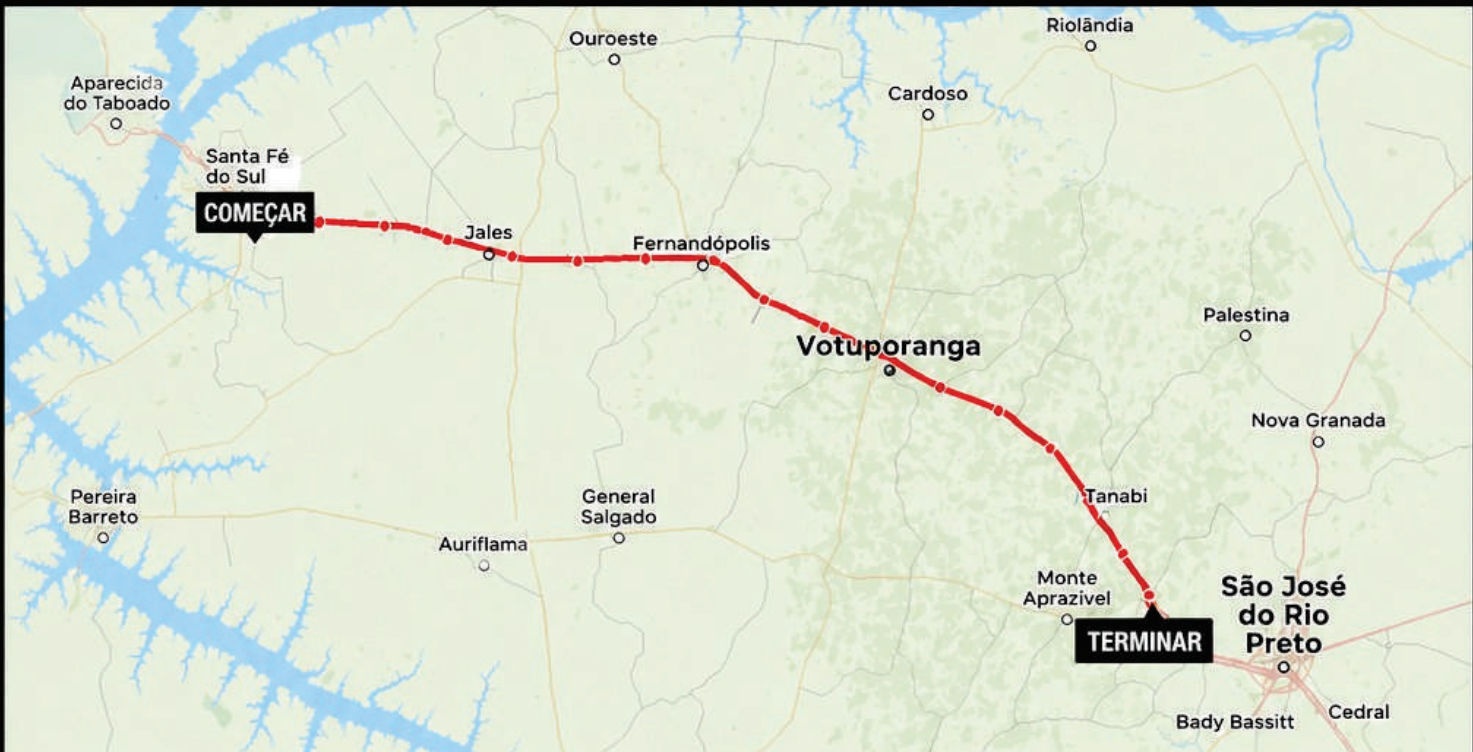 Ouroeste
Riolândia
Aparecida
do Taboado
Cardoso
Santa Fé
do Sul
COMEÇAR
Jales
Fernandópolis
Palestina
Votuporanga
Nova Granada
Pereira
Barreto
General
Salgado
Tanabi
Auriflama
Monte
Aprazivel
São José
do Rio
Preto
TERMINAR
Bady Bassitt
Cedral